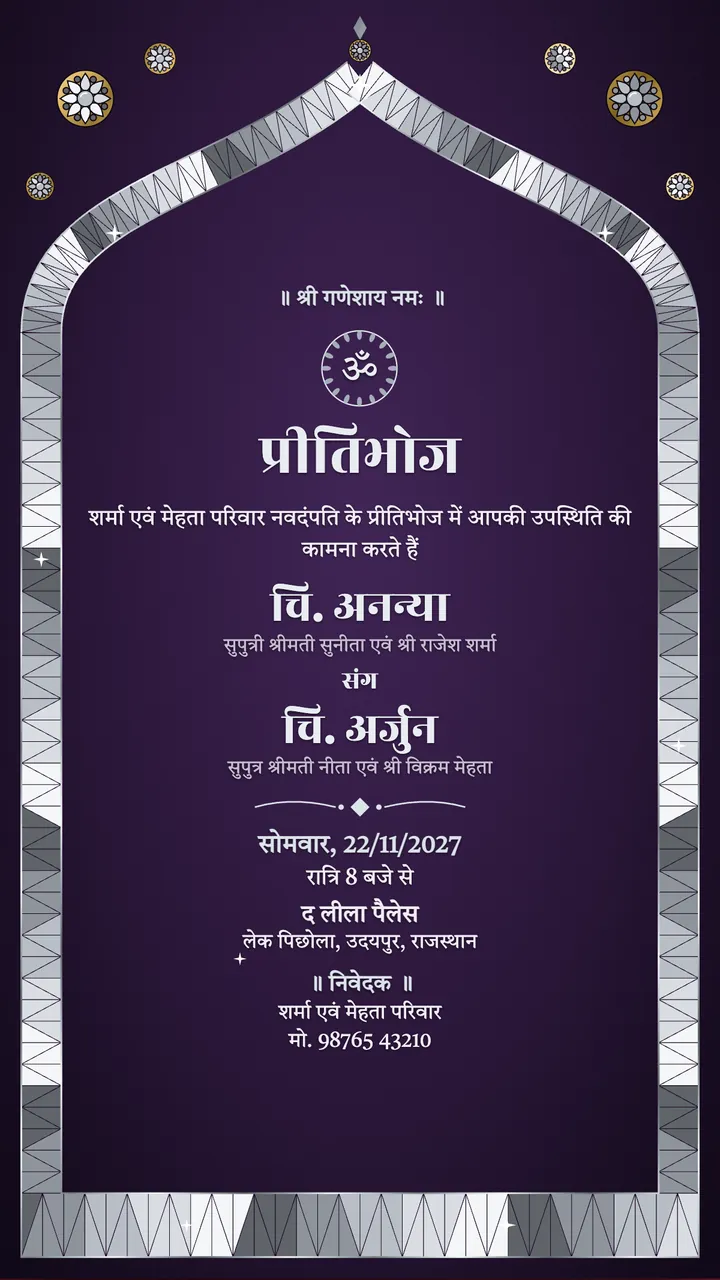 ॥ श्री गणेशाय नमः ॥
ॐ
प्रीतिभोज
शर्मा एवं मेहता परिवार नवदंपति के प्रीतिभोज में आपकी उपस्थिति की
कामना करते हैं
चि. अनन्या
सुपुत्री श्रीमती सुनीता एवं श्री राजेश शर्मा
संग
चि. अर्जुन
सुपुत्र श्रीमती नीता एवं श्री विक्रम मेहता
सोमवार, 22/11/2027
रात्रि 8 बजे से
द लीला पैलेस
लेक पिछोला, उदयपुर, राजस्थान
॥ निवेदक ॥
शर्मा एवं मेहता परिवार
मो. 98765 43210